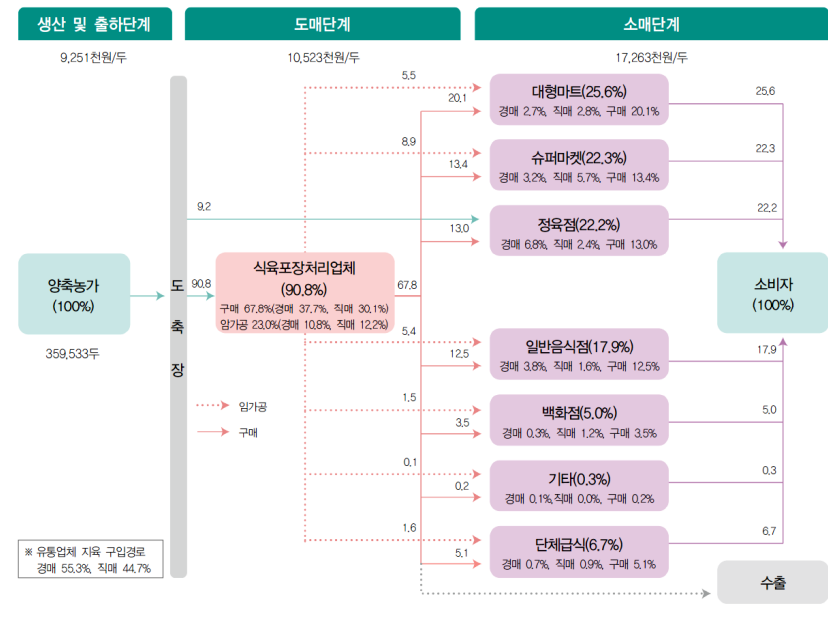 생산 및 출하단계
도매단계
소매단계
9,251천원/두
10,523천원/두
17,263천원/두
5.5
20.1
대형마트(25.6%)
경매 2.7%, 직매 2.8%, 구매 20.1%
25.6
8.9
13.4
슈퍼마켓(22.3%)
경매 3.2%, 직매 5.7%, 구매 13.4%
22.3
9.2
13.0
정육점(22.2%)
경매 6.8%, 직매 2.4%, 구매 13.0%
22.2
양축농가
(100%)
359,533두
도
축
장
90.8
식육포장처리업체
(90.8%)
구매 67.8%(경매 37.7%, 직매 30.1%)
임가공 23.0%(경매 10.8%, 직매 12.2%)
67.8
소비자
(100%)
5.4
12.5
일반음식점(17.9%)
경매 3.8%, 직매 1.6%, 구매 12.5%
17.9
임가공
구매
1.5
3.5
백화점(5.0%)
경매 0.3%, 직매 1.2%, 구매 3.5%
5.0
0.1
0.2
기타(0.3%)
경매 0.1%,직매 0.0%, 구매 0.2%
0.3
1.6
5.1
단체급식(6.7%)
경매 0.7%, 직매 0.9%, 구매 5.1%
6.7
※ 유통업체 지육 구입경로
경매 55.3%, 직매 44.7%
수출